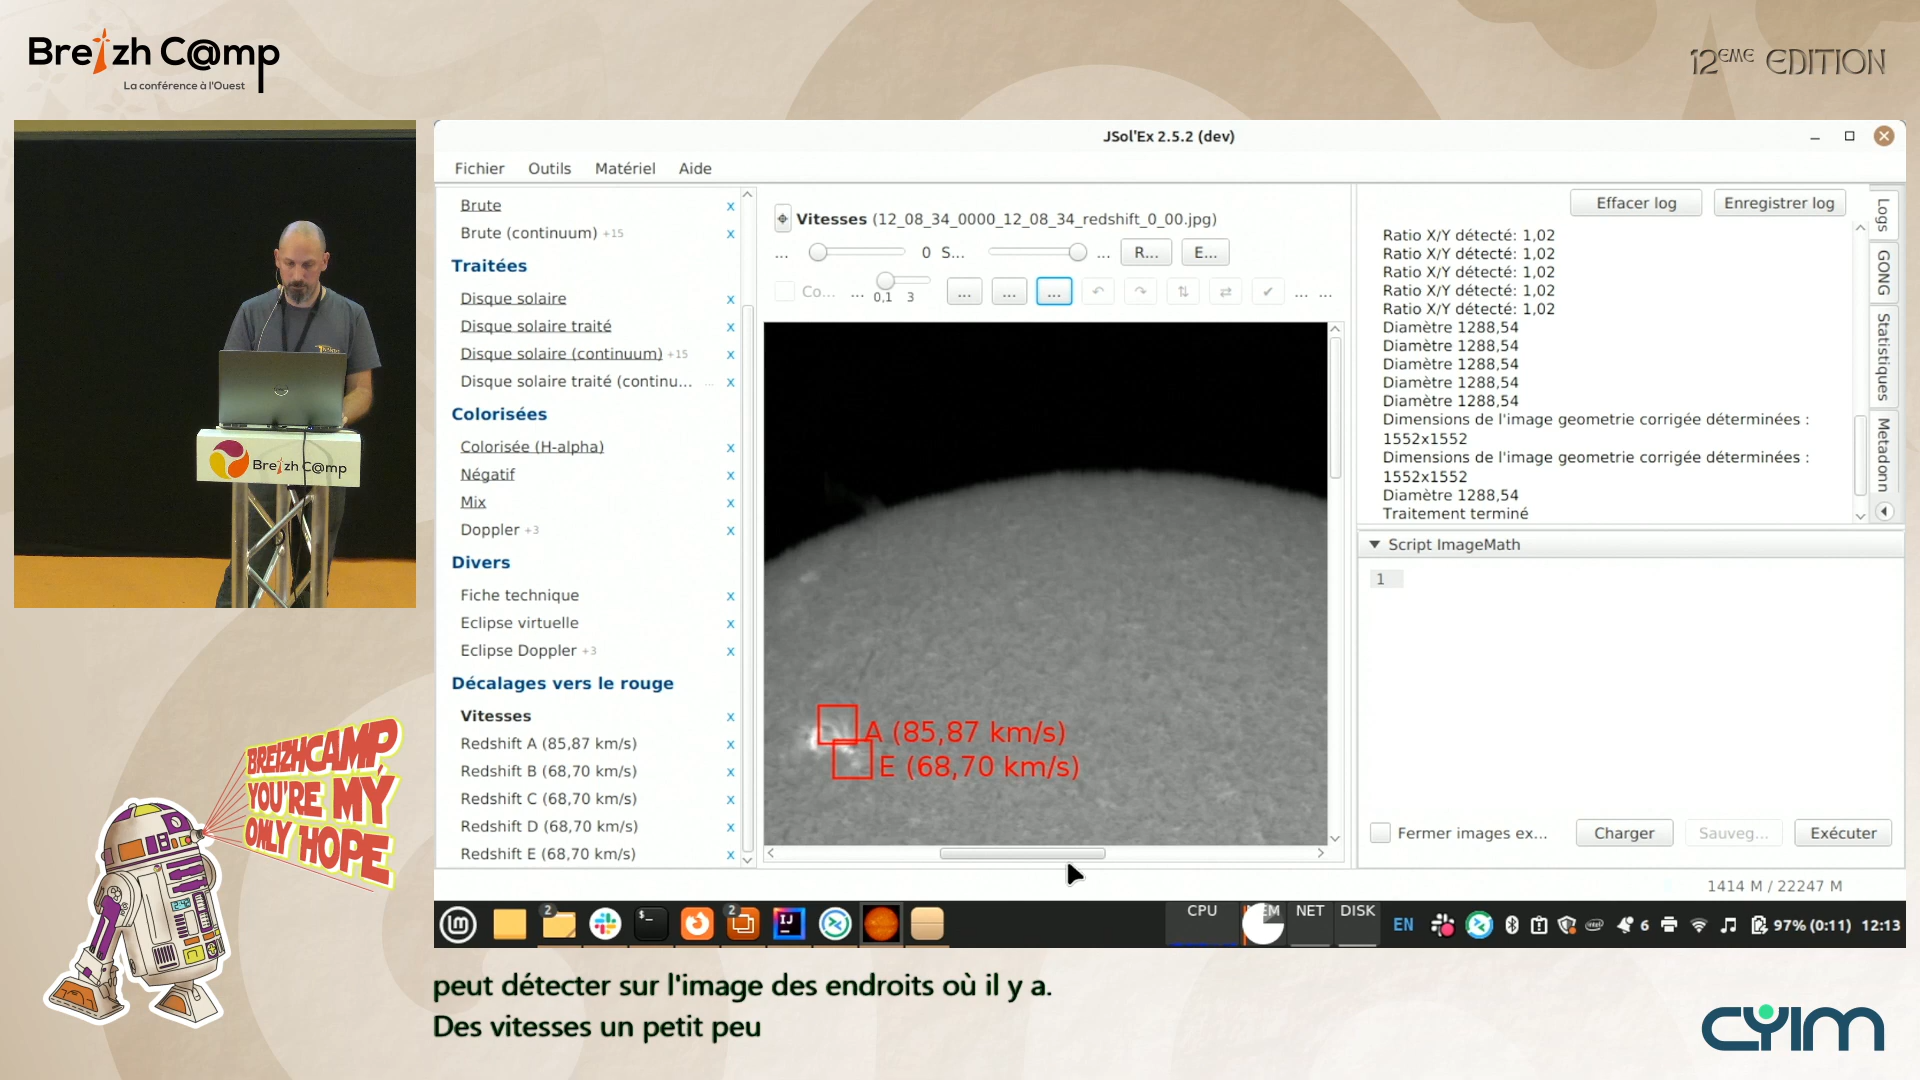 Breizh C@mp
La conférence à l'Ouest
12EME EDITION
JSol'Ex 2.5.2 (dev)
Fichier Outils Matériel Aide
Brute x
Brute (continuum) +15 x
Traitées
Disque solaire x
Disque solaire traité x
Disque solaire (continuum) +15 x
Disque solaire traité (continu... ... x
Colorisées
Colorisée (H-alpha) x
Négatif x
Mix x
Doppler +3 x
Divers
Fiche technique x
Eclipse virtuelle x
Eclipse Doppler +3 x
Décalages vers le rouge
Vitesses x
Redshift A (85,87 km/s) x
Redshift B (68,70 km/s) x
Redshift C (68,70 km/s) x
Redshift D (68,70 km/s) x
Redshift E (68,70 km/s) x
Vitesses (12_08_34_0000_12_08_34_redshift_0_00.jpg)
... 0 S... ... R... E...
Co... ... 0,1 3 ... ... ... ... ...
A (85,87 km/s)
E (68,70 km/s)
Effacer log Enregistrer log
Ratio X/Y détecté: 1,02
Ratio X/Y détecté: 1,02
Ratio X/Y détecté: 1,02
Ratio X/Y détecté: 1,02
Ratio X/Y détecté: 1,02
Diamètre 1288,54
Diamètre 1288,54
Diamètre 1288,54
Diamètre 1288,54
Diamètre 1288,54
Dimensions de l'image geometrie corrigée déterminées :
1552x1552
Dimensions de l'image geometrie corrigée déterminées :
1552x1552
Diamètre 1288,54
Traitement terminé
Logs
GONG
Statistiques
Metadonn
Script ImageMath
1
Fermer images ex... Charger Sauveg... Exécuter
1414 M / 22247 M
2 $_ 2 IJ
CPU EM NET DISK
EN 6 97% (0:11) 12:13
Breizh C@mp
BREIZHCAMP,
YOU'RE MY
ONLY HOPE
peut détecter sur l'image des endroits où il y a.
Des vitesses un petit peu
CYIM